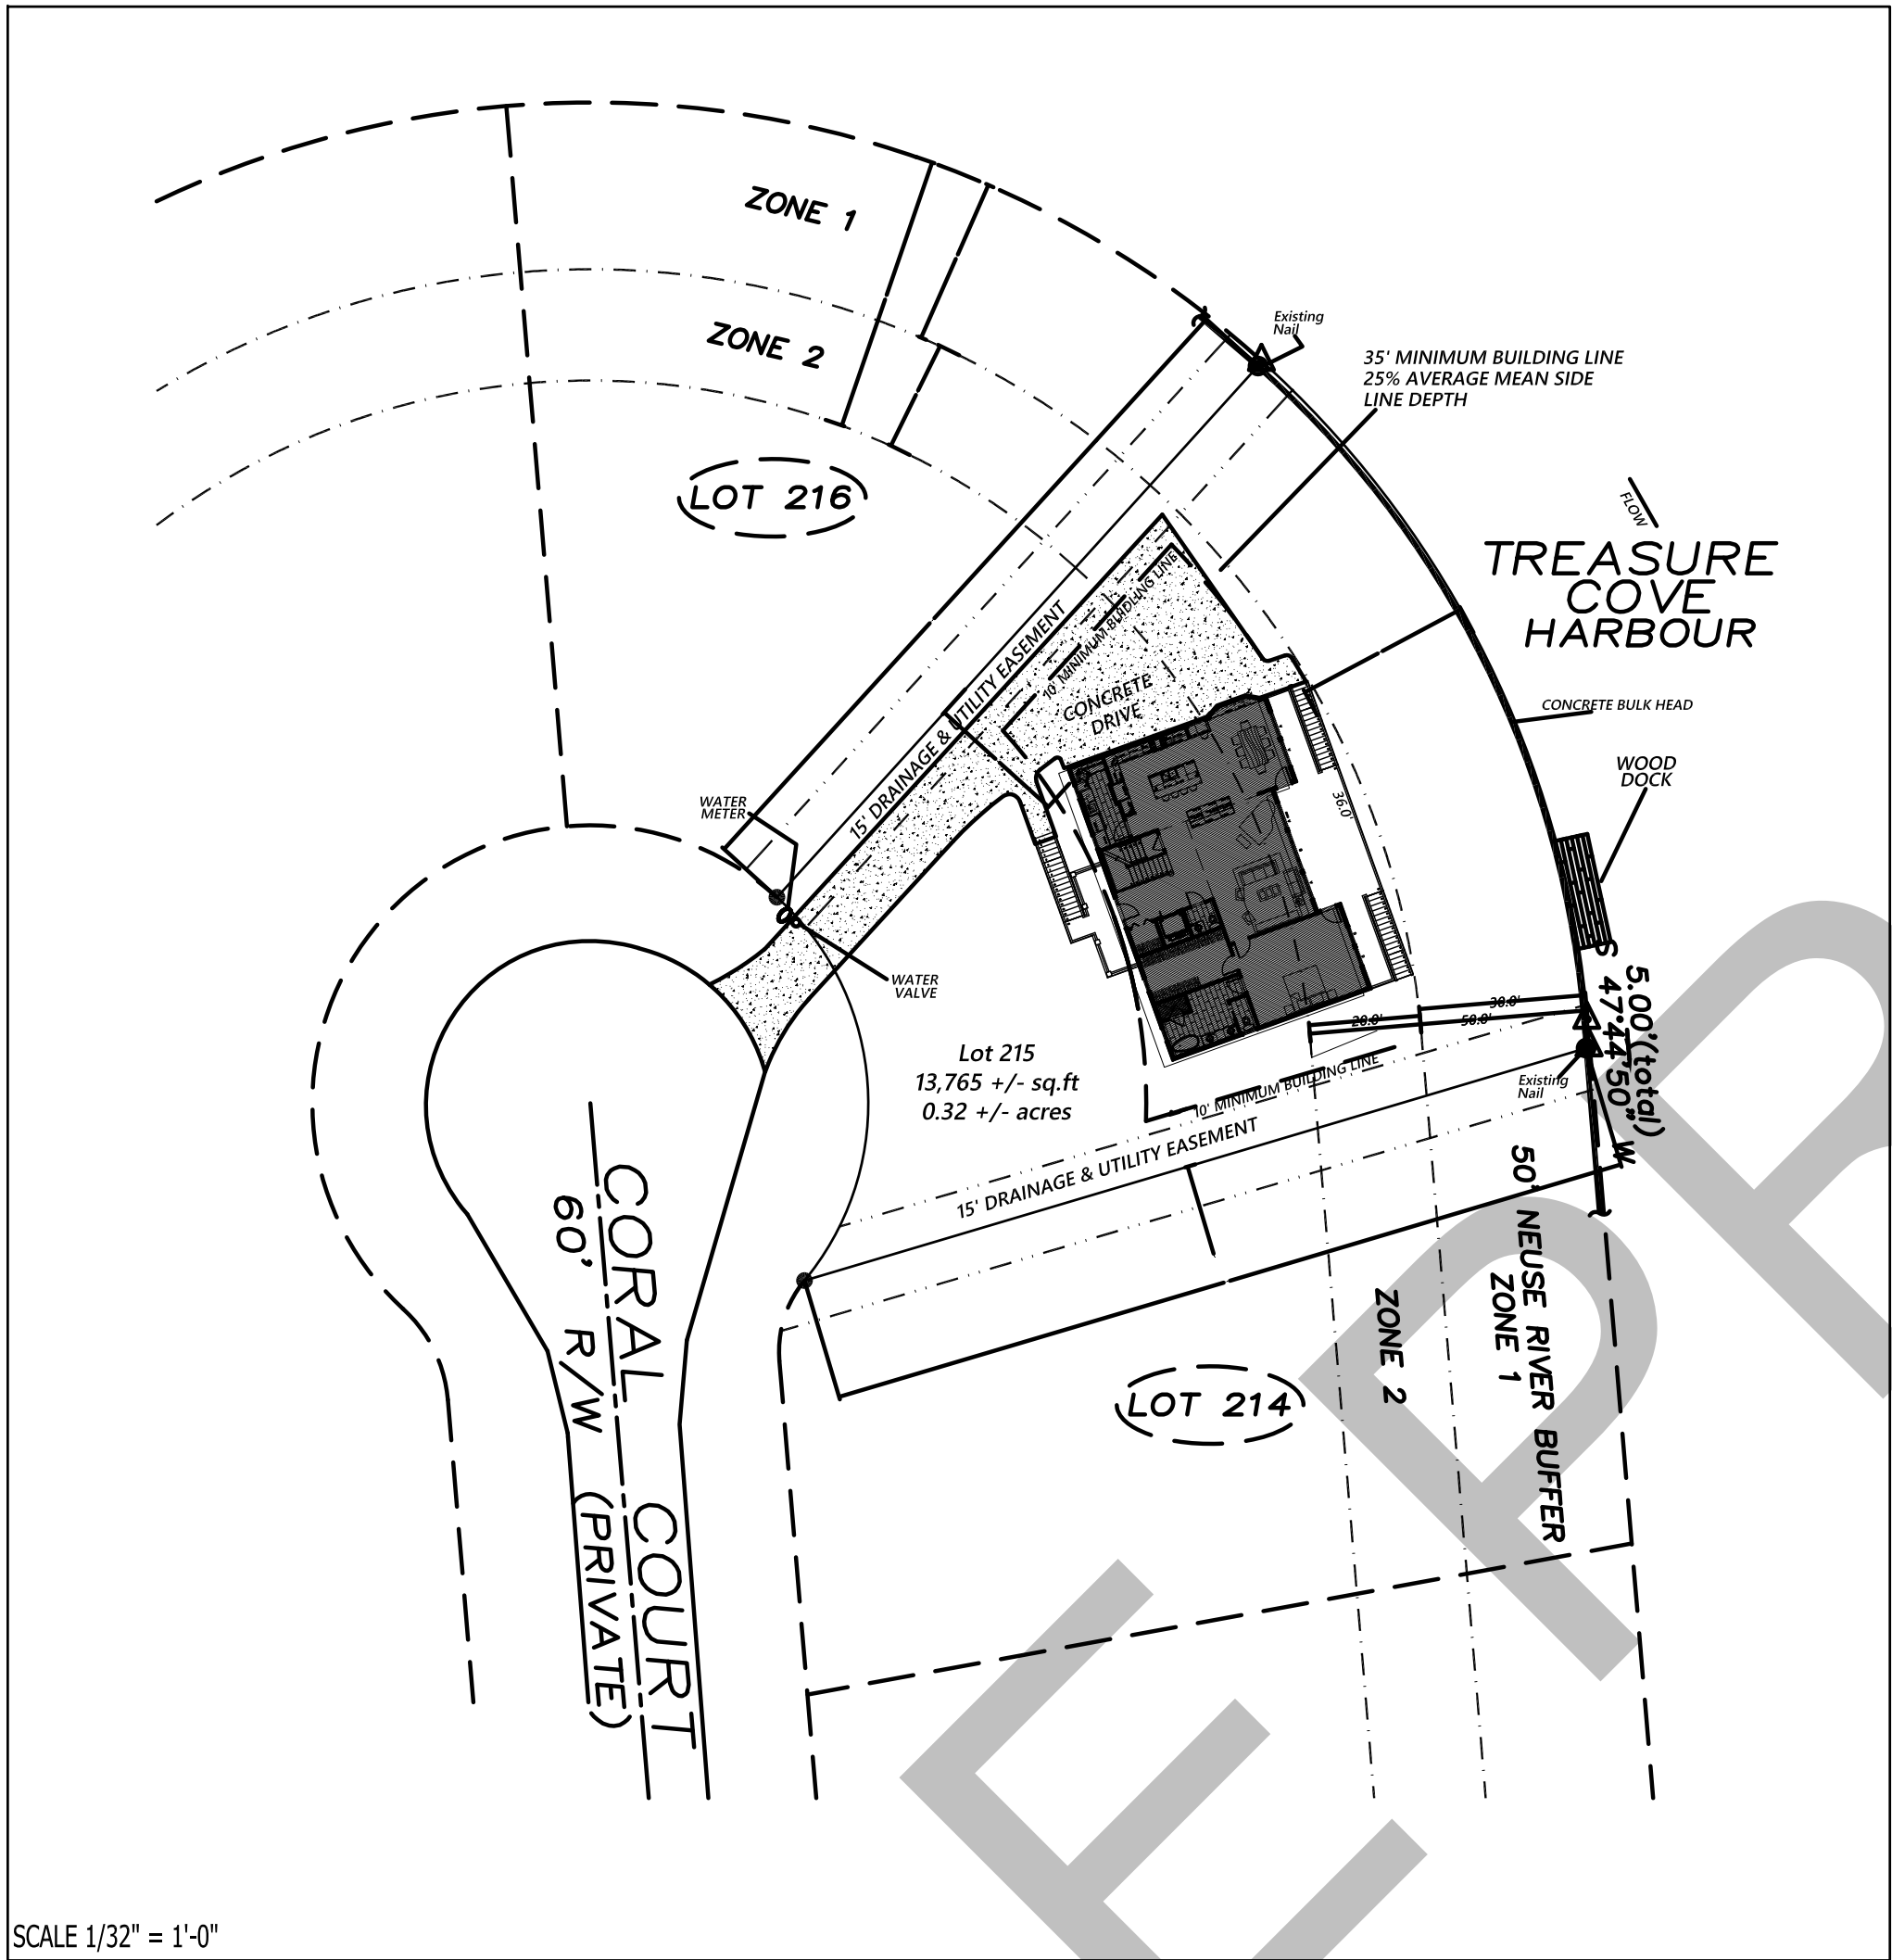 ZONE 1
ZONE 2
LOT 216
Existing
Nail
35' MINIMUM BUILDING LINE
25% AVERAGE MEAN SIDE
LINE DEPTH
FLOW
TREASURE
COVE
HARBOUR
15' DRAINAGE & UTILITY EASEMENT
10' MINIMUM BUILDING LINE
CONCRETE
DRIVE
CONCRETE BULK HEAD
WOOD
DOCK
36.0'
WATER
METER
WATER
VALVE
S 47°44'50" W
5.00'(total)
30.0'
20.0'
50.0'
Existing
Nail
Lot 215
13,765 +/- sq.ft
0.32 +/- acres
10' MINIMUM BUILDING LINE
15' DRAINAGE & UTILITY EASEMENT
CORAL COURT
60' R/W (PRIVATE)
50' NEUSE RIVER BUFFER
ZONE 1
ZONE 2
LOT 214
SCALE 1/32" = 1'-0"